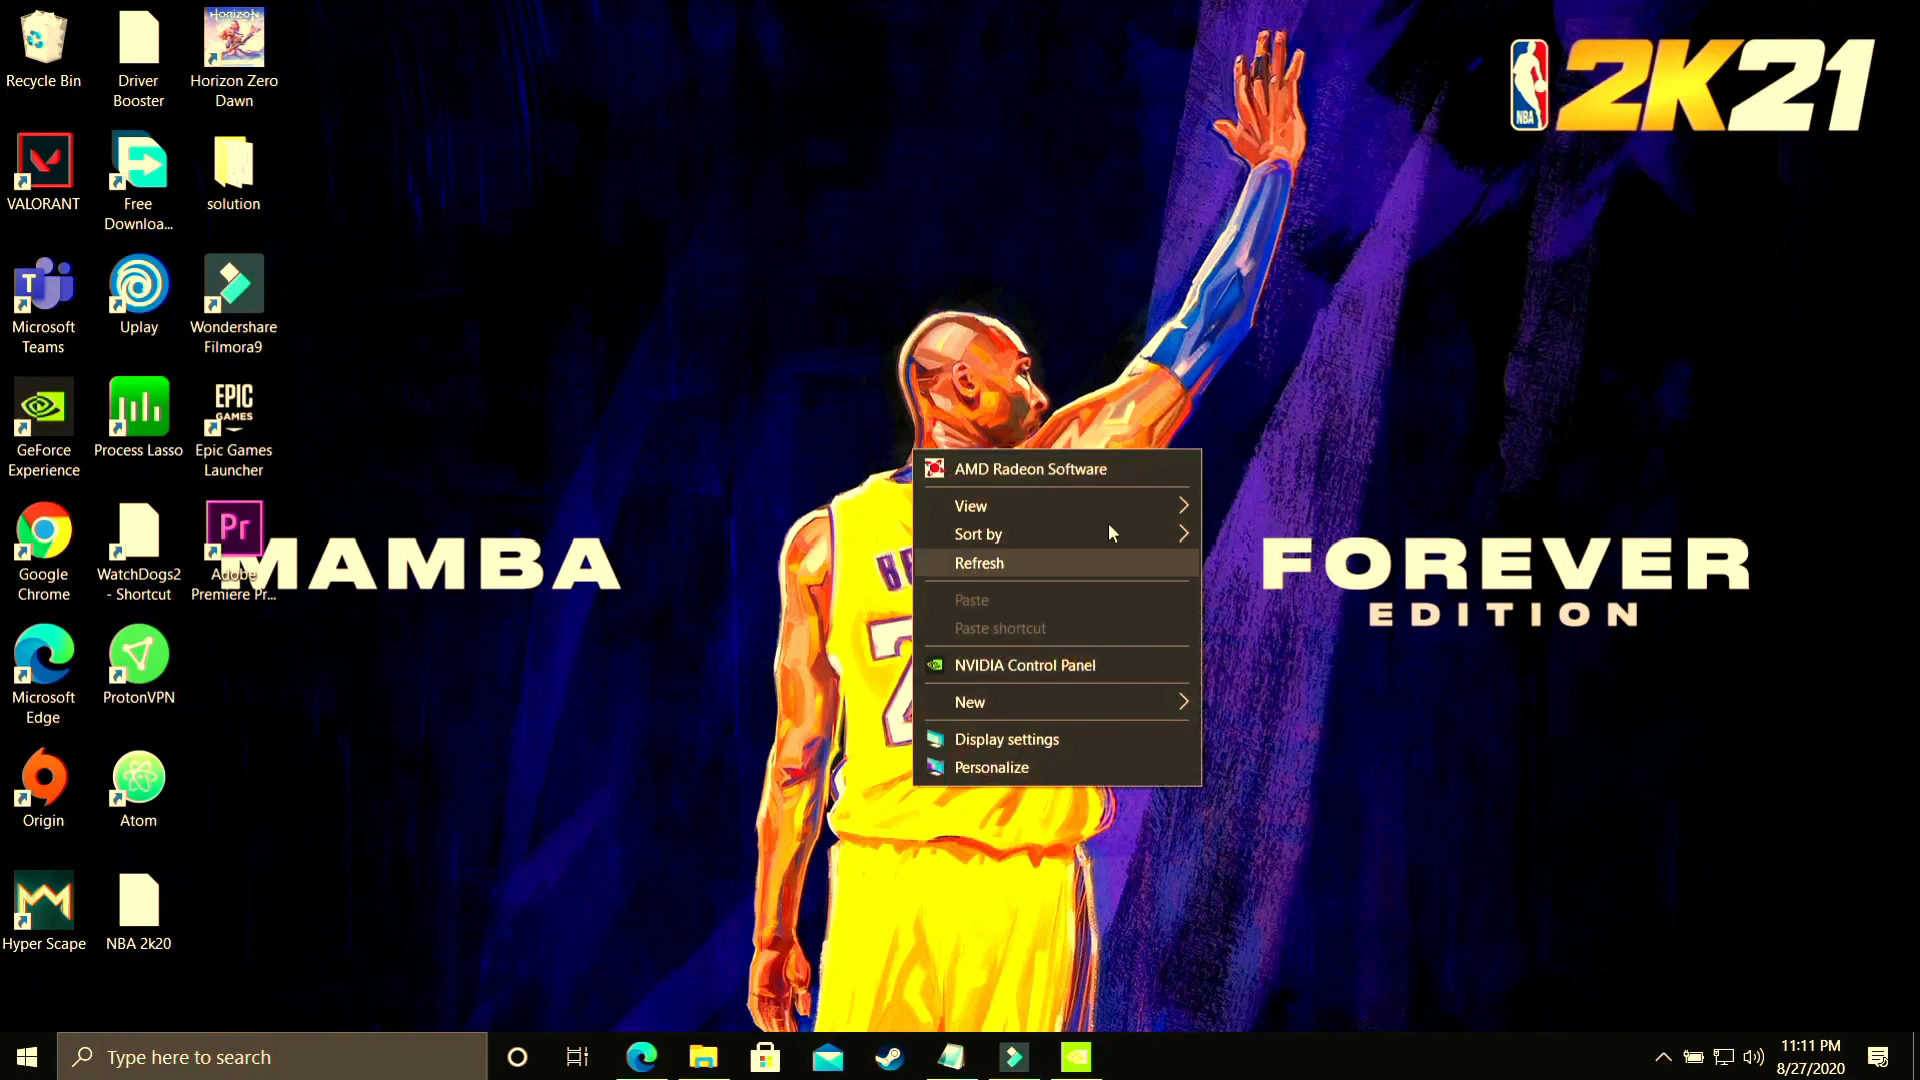 Recycle Bin
Driver
Booster
HORIZON
Horizon Zero
Dawn
VALORANT
Free
Downloa...
solution
T
Microsoft
Teams
Uplay
Wondershare
Filmora9
GeForce
Experience
Process Lasso
EPIC
GAMES
Epic Games
Launcher
Google
Chrome
WatchDogs2
- Shortcut
Pr
Adobe
Premiere Pr...
Microsoft
Edge
ProtonVPN
Origin
Atom
Hyper Scape
NBA 2k20
NBA
2K21
MAMBA
FOREVER
EDITION
AMD Radeon Software
View
Sort by
Refresh
Paste
Paste shortcut
NVIDIA Control Panel
New
Display settings
Personalize
Type here to search
11:11 PM
8/27/2020